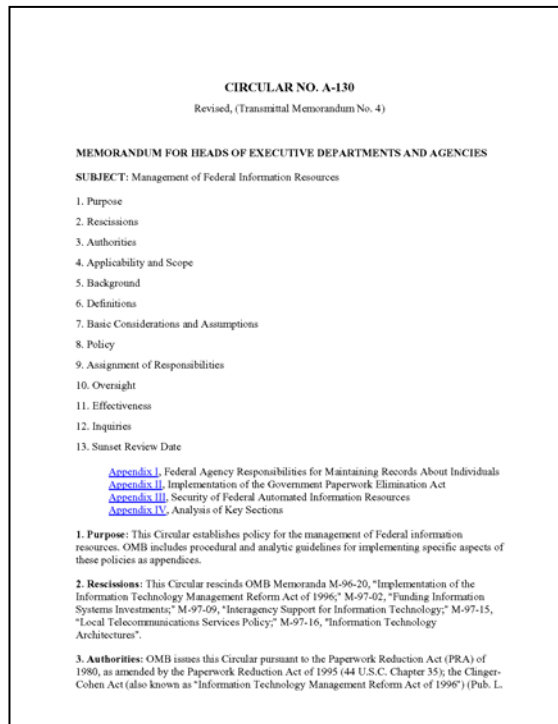 CIRCULAR NO. A-130
Revised, (Transmittal Memorandum No. 4)
MEMORANDUM FOR HEADS OF EXECUTIVE DEPARTMENTS AND AGENCIES
SUBJECT: Management of Federal Information Resources
1. Purpose
2. Rescissions
3. Authorities
4. Applicability and Scope
5. Background
6. Definitions
7. Basic Considerations and Assumptions
8. Policy
9. Assignment of Responsibilities
10. Oversight
11. Effectiveness
12. Inquiries
13. Sunset Review Date
Appendix I, Federal Agency Responsibilities for Maintaining Records About Individuals
Appendix II, Implementation of the Government Paperwork Elimination Act
Appendix III, Security of Federal Automated Information Resources
Appendix IV, Analysis of Key Sections
1. Purpose: This Circular establishes policy for the management of Federal information
resources. OMB includes procedural and analytic guidelines for implementing specific aspects of
these policies as appendices.
2. Rescissions: This Circular rescinds OMB Memoranda M-96-20, "Implementation of the
Information Technology Management Reform Act of 1996;" M-97-02, "Funding Information
Systems Investments;" M-97-09, "Interagency Support for Information Technology;" M-97-15,
"Local Telecommunications Services Policy;" M-97-16, "Information Technology
Architectures".
3. Authorities: OMB issues this Circular pursuant to the Paperwork Reduction Act (PRA) of
1980, as amended by the Paperwork Reduction Act of 1995 (44 U.S.C. Chapter 35); the Clinger-
Cohen Act (also known as "Information Technology Management Reform Act of 1996") (Pub. L.